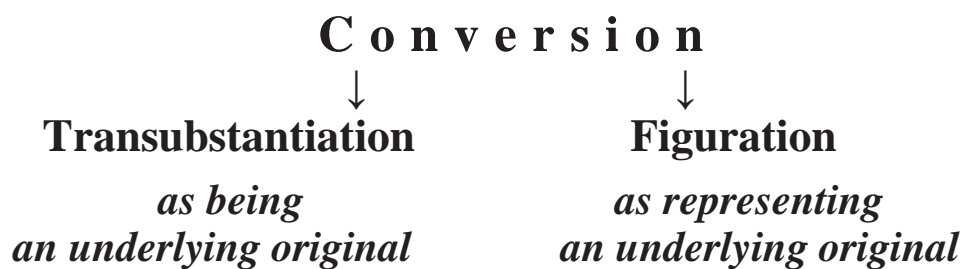 Conversion
↓ ↓
Transubstantiation Figuration
as being as representing
an underlying original an underlying original